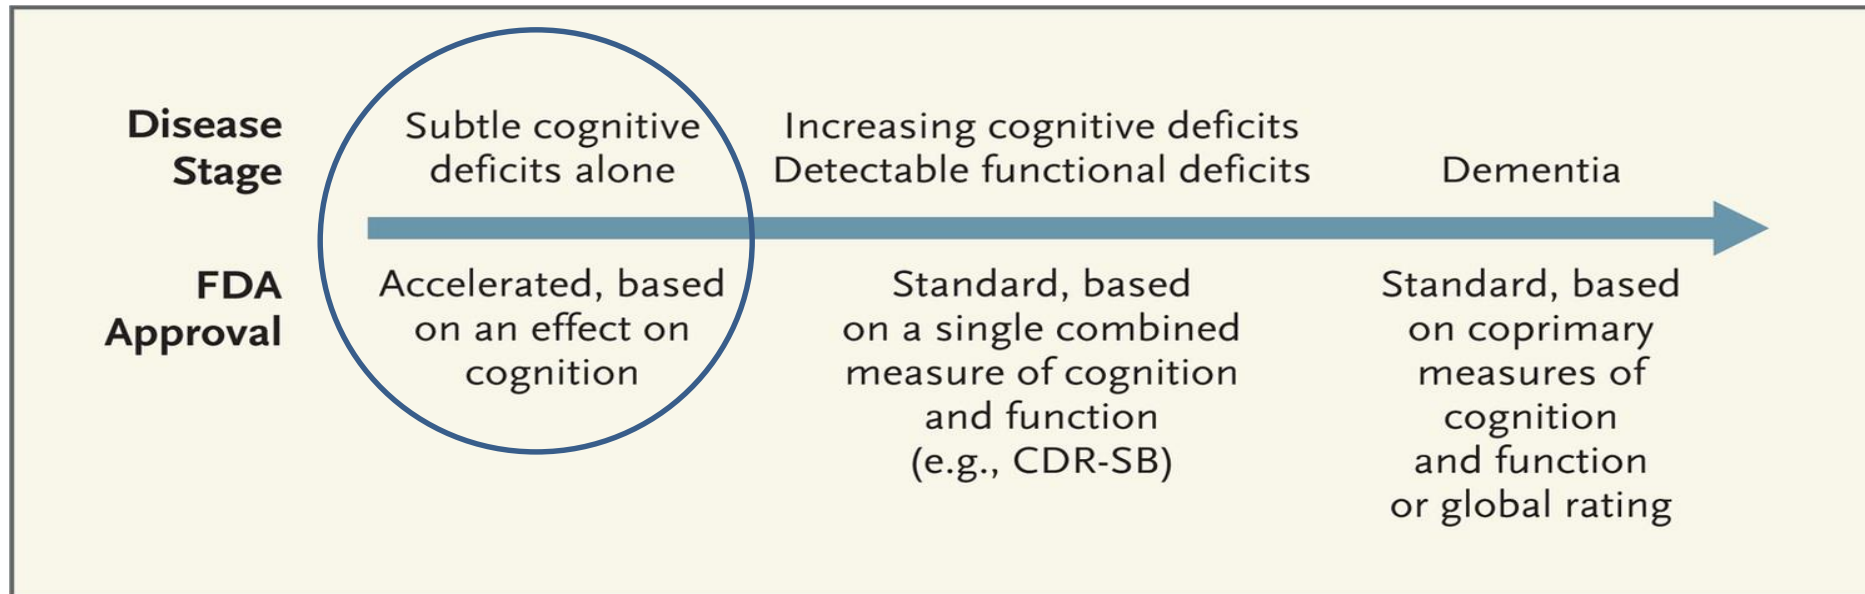 Disease
Stage
Subtle cognitive
deficits alone
Increasing cognitive deficits
Detectable functional deficits
Dementia
FDA
Approval
Accelerated, based
on an effect on
cognition
Standard, based
on a single combined
measure of cognition
and function
(e.g., CDR-SB)
Standard, based
on coprimary
measures of
cognition
and function
or global rating